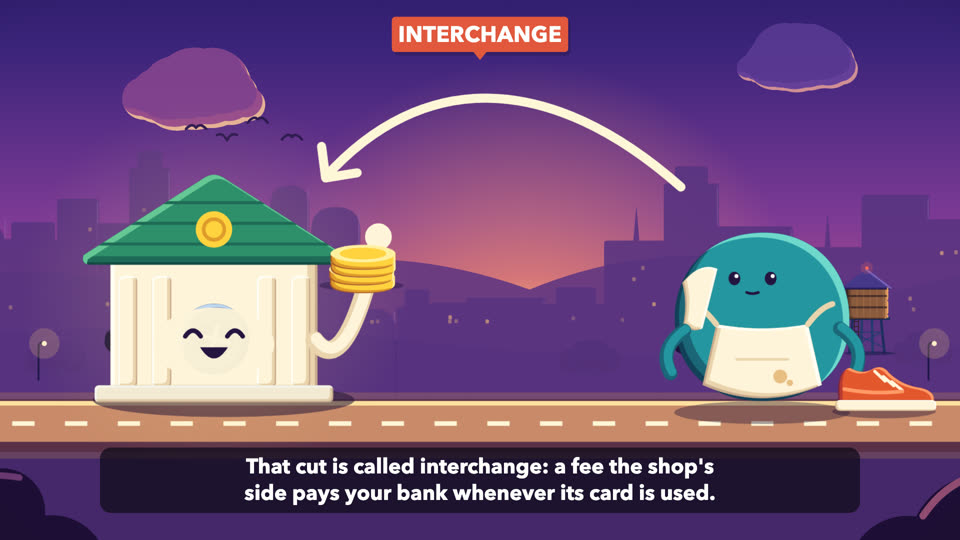 INTERCHANGE
That cut is called interchange: a fee the shop's
side pays your bank whenever its card is used.